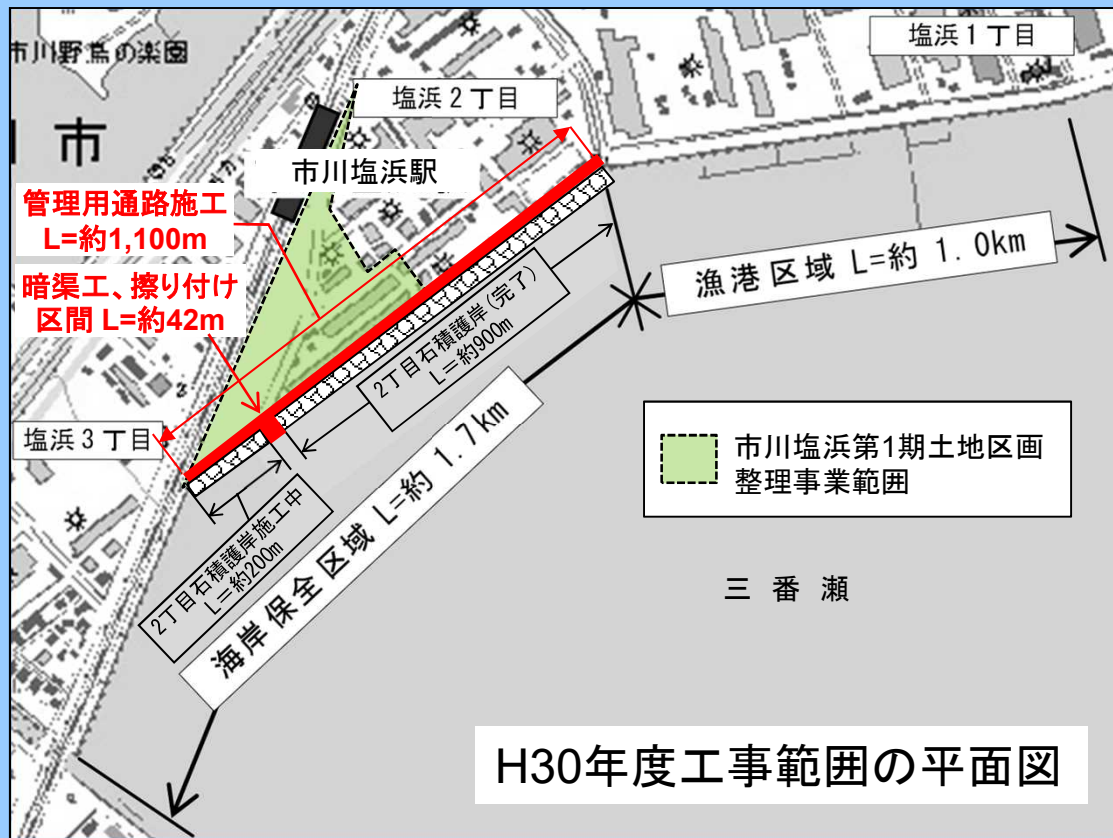 市川野鳥の楽園
塩浜1丁目
塩浜2丁目
市
市川塩浜駅
管理用通路施工
L=約1,100m
暗渠工、擦り付け
区間 L=約42m
漁港区域 L=約 1.0km
2丁目石積護岸(完了)
L=約900m
塩浜3丁目
市川塩浜第1期土地区画
整理事業範囲
2丁目石積護岸施工中
L=約200m
海岸保全区域 L=約 1.7km
三番瀬
H30年度工事範囲の平面図